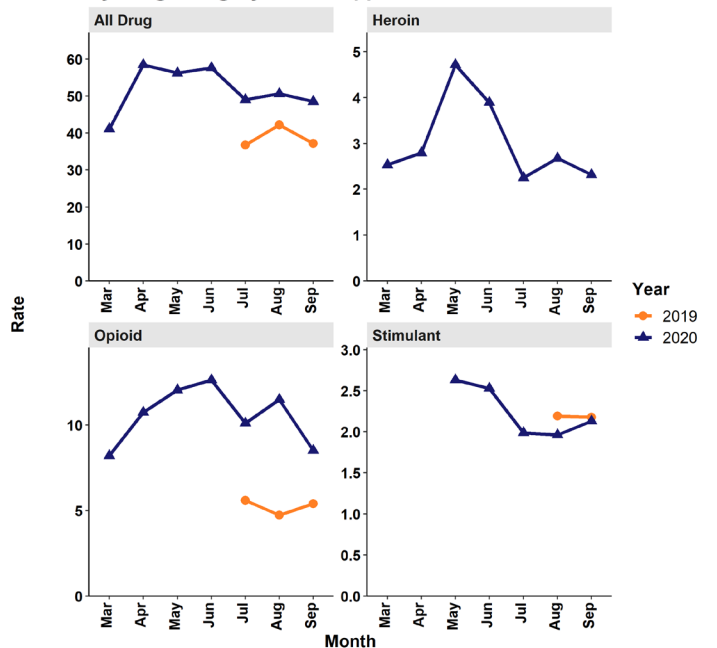 All Drug
60
50
40
30
20
10
0
Mar
Apr
May
Jun
Jul
Aug
Sep
Heroin
5
4
3
2
1
0
Mar
Apr
May
Jun
Jul
Aug
Sep
Rate
Opioid
10
5
0
Mar
Apr
May
Jun
Jul
Aug
Sep
Stimulant
3.0
2.5
2.0
1.5
1.0
0.5
0.0
Mar
Apr
May
Jun
Jul
Aug
Sep
Month
Year
2019
2020